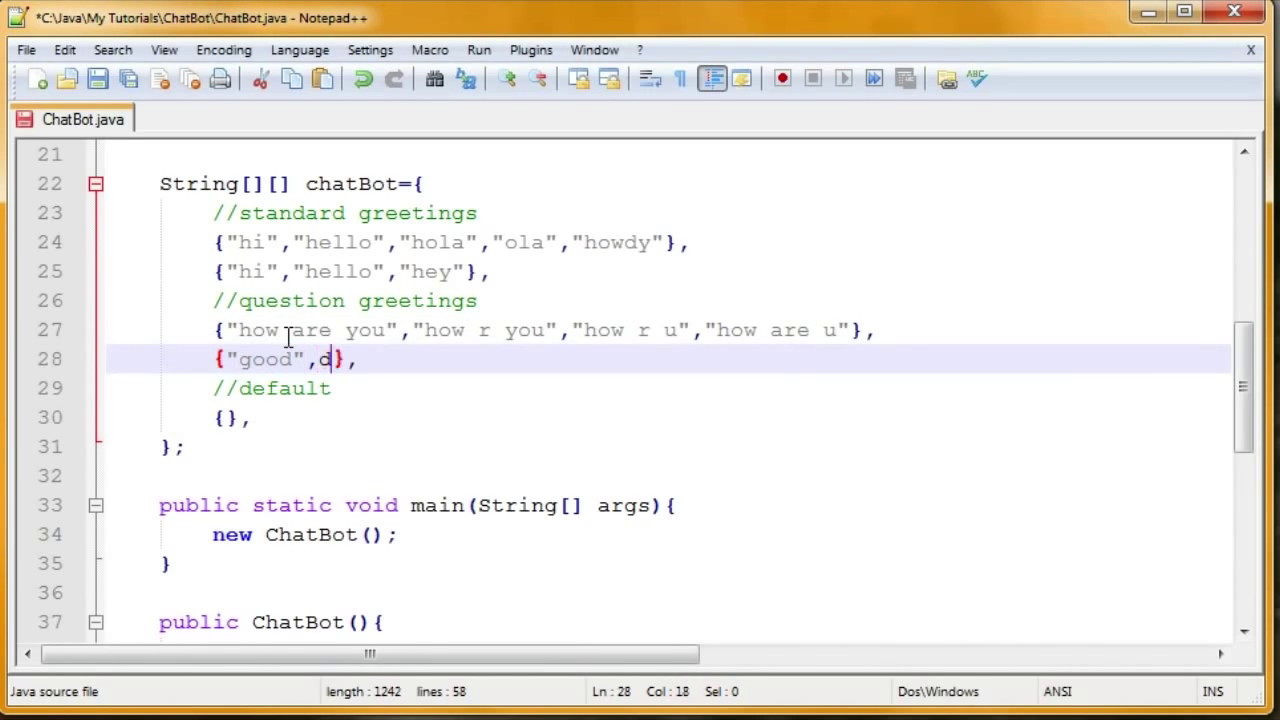 *C:\Java\My Tutorials\ChatBot\ChatBot.java - Notepad++
File Edit Search View Encoding Language Settings Macro Run Plugins Window ? X
ABC
ChatBot.java
21
22 String[][] chatBot={
23 //standard greetings
24 {"hi","hello","hola","ola","howdy"},
25 {"hi","hello","hey"},
26 //question greetings
27 {"how are you","how r you","how r u","how are u"},
28 {"good",d},
29 //default
30 {},
31 };
32
33 public static void main(String[] args){
34 new ChatBot();
35 }
36
37 public ChatBot(){
Java source file length : 1242 lines : 58 Ln : 28 Col : 18 Sel : 0 Dos\Windows ANSI INS